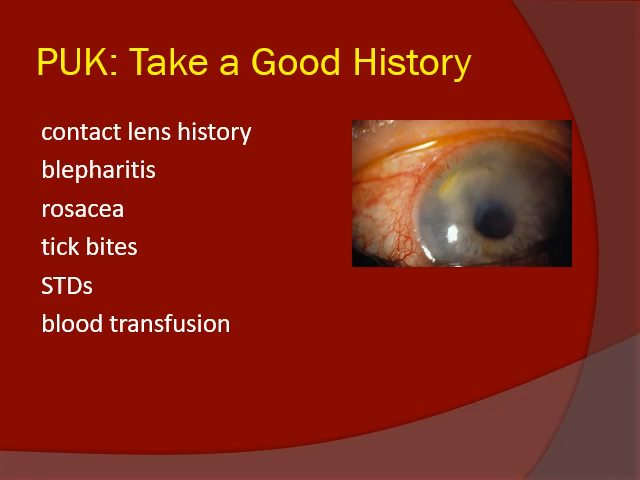 PUK: Take a Good History
contact lens history
blepharitis
rosacea
tick bites
STDs
blood transfusion